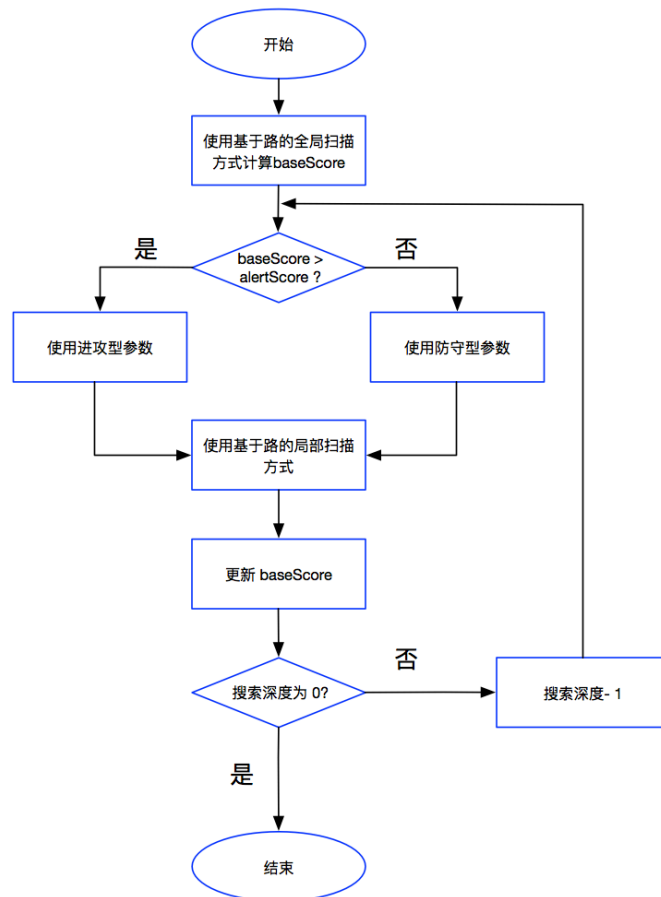 开始
使用基于路的全局扫描
方式计算baseScore
是
否
baseScore >
alertScore ?
使用进攻型参数
使用防守型参数
使用基于路的局部扫描
方式
更新 baseScore
否
搜索深度为 0?
搜索深度- 1
是
结束